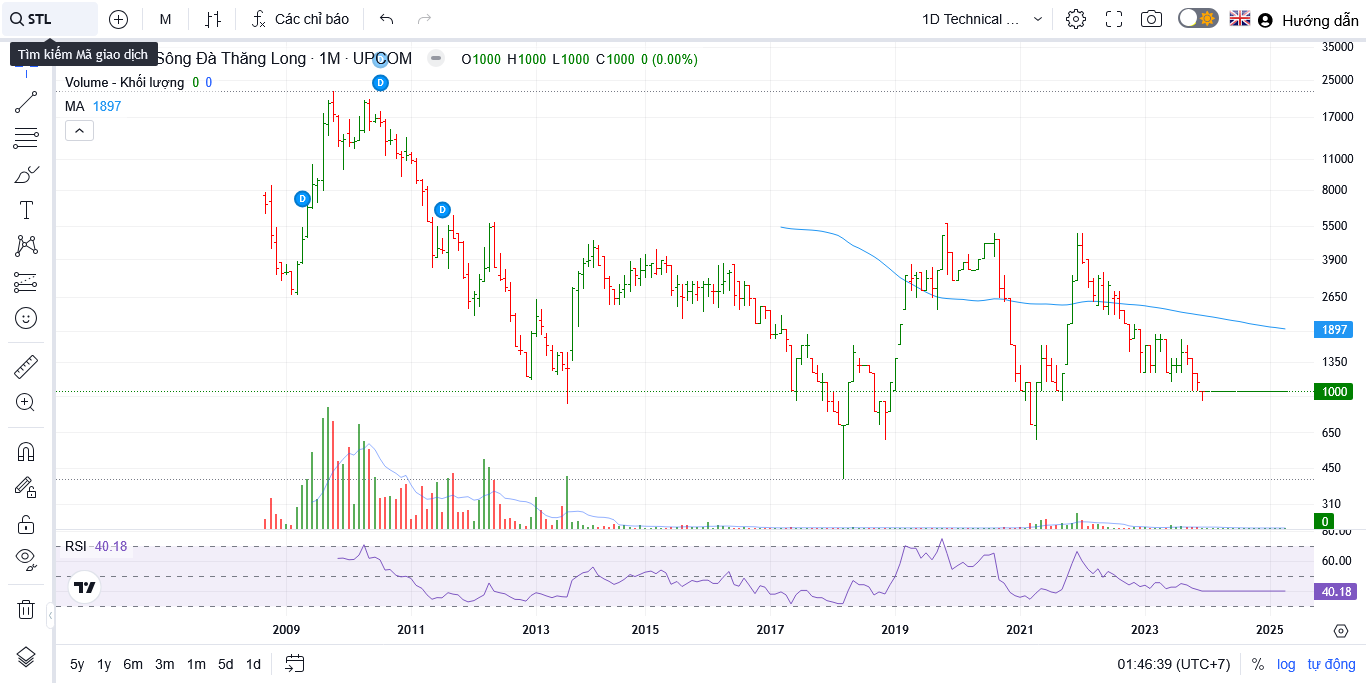 STL M Các chỉ báo 1D Technical ... Hướng dẫn
Tìm kiếm Mã giao dịch
Sông Đà Thăng Long · 1M · UPCOM O1000 H1000 L1000 C1000 0 (0.00%)
Volume - Khối lượng 0 0
MA 1897
D
D
D
35000
25000
17000
11000
8000
5500
3900
2650
1897
1350
1000
650
450
310
0
80.00
RSI 40.18
60.00
40.18
2009 2011 2013 2015 2017 2019 2021 2023 2025
5y 1y 6m 3m 1m 5d 1d 01:46:39 (UTC+7) % log tự động